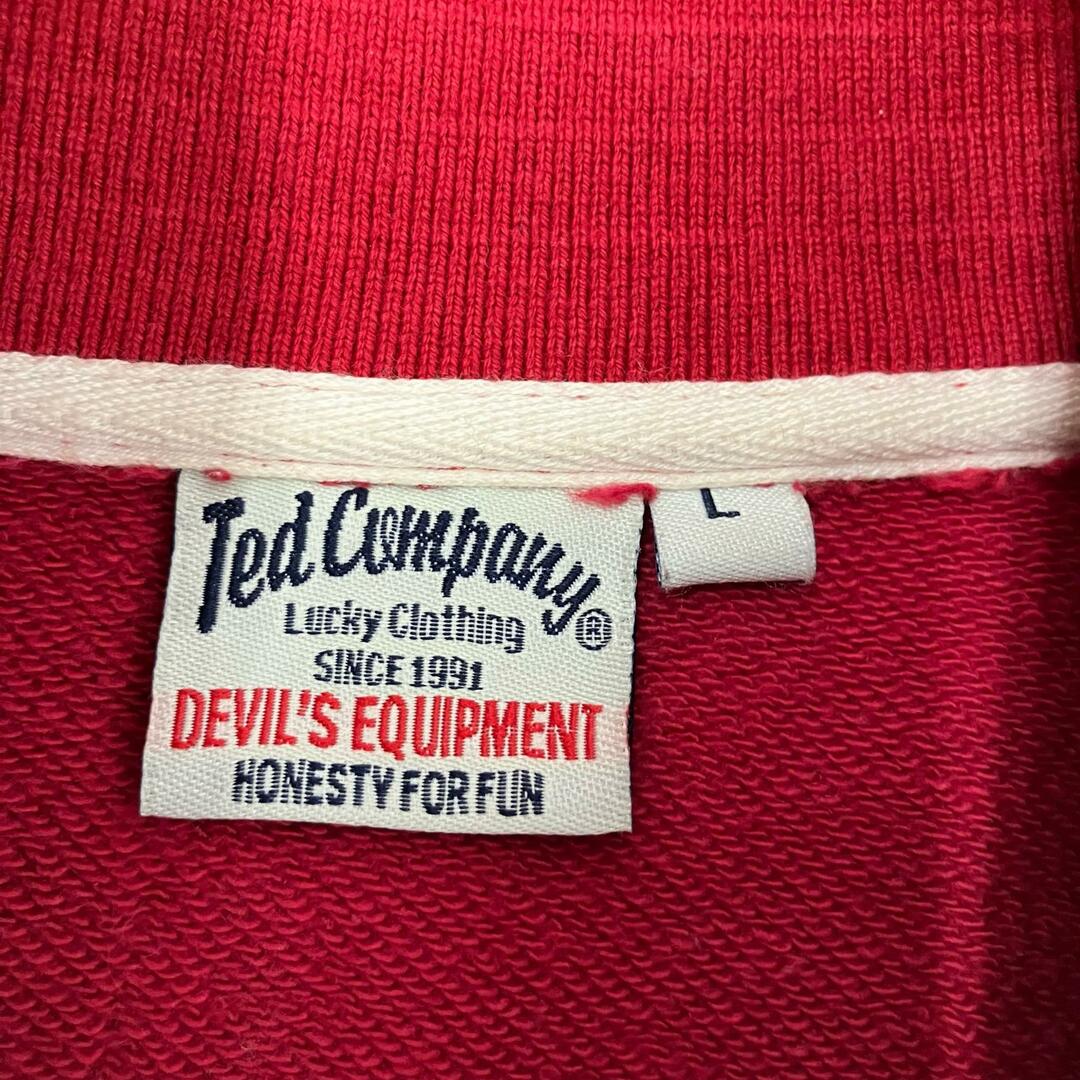 Ted Company®
L
Lucky Clothing
SINCE 1991
DEVIL'S EQUIPMENT
HONESTY FOR FUN